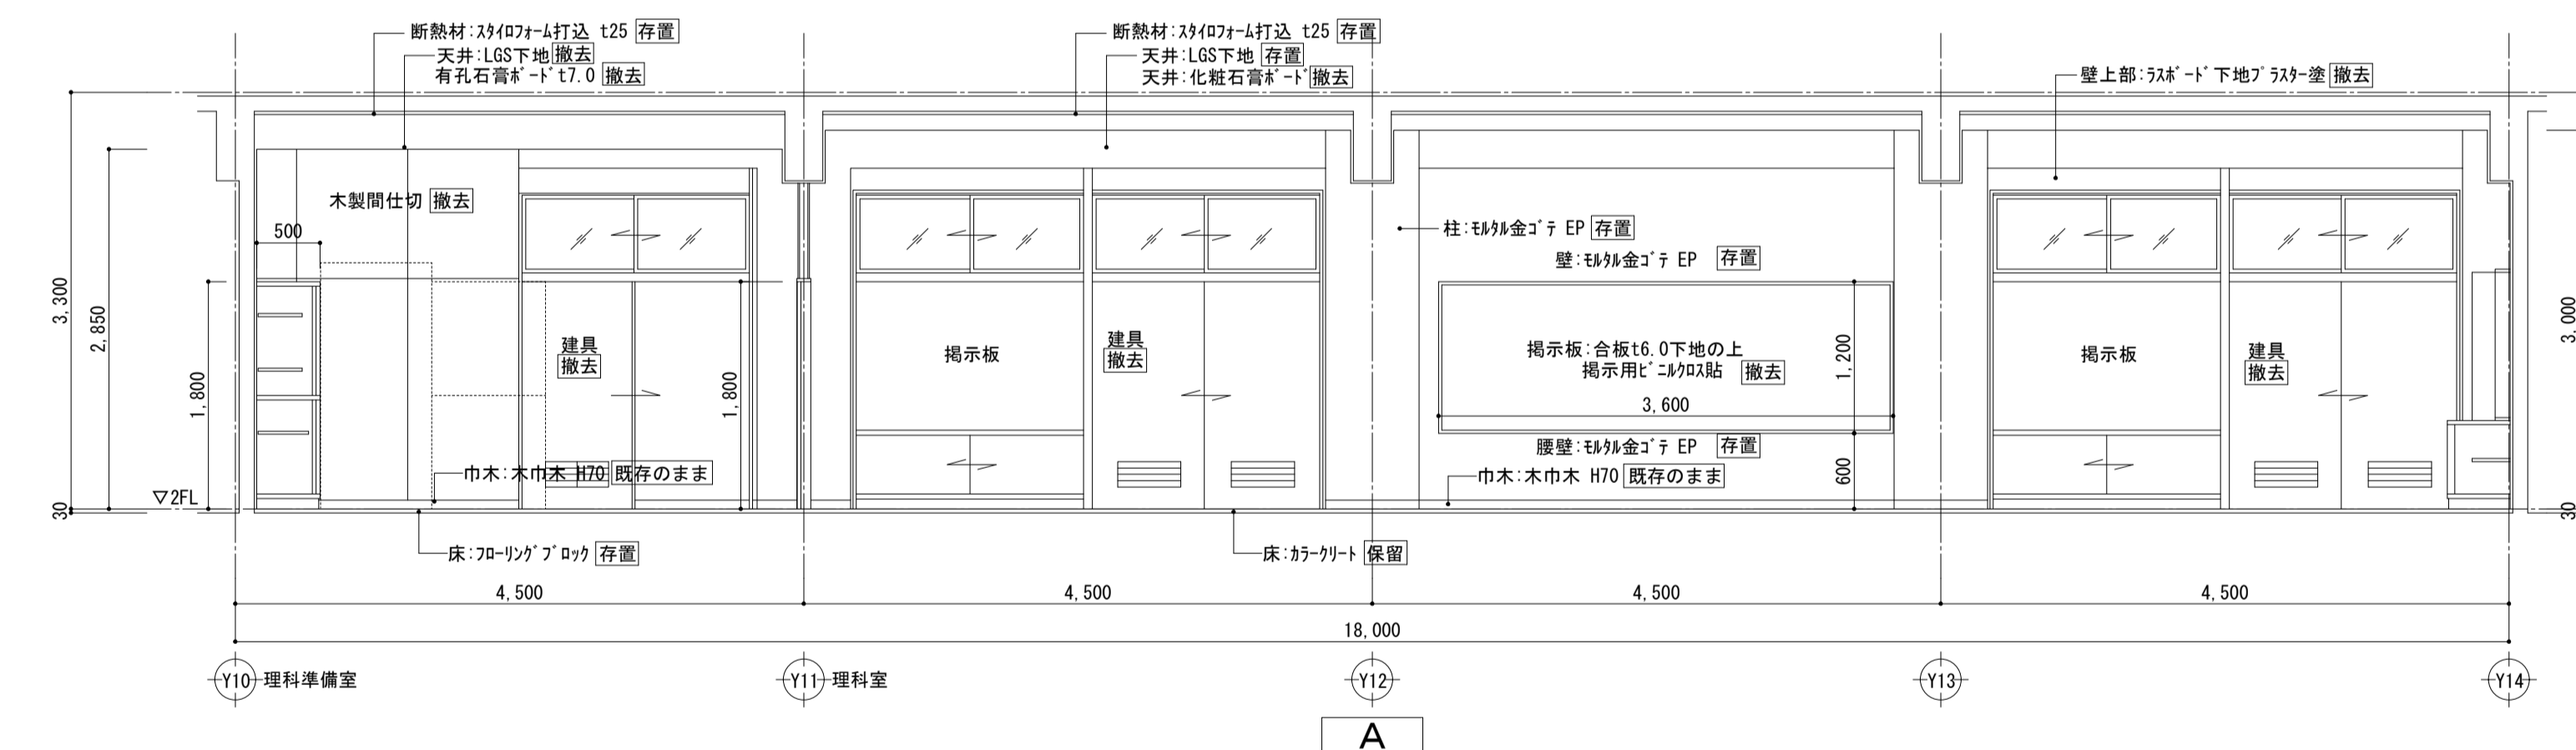 断熱材:スタイロフォーム打込 t25 存置
天井:LGS下地 撤去
有孔石膏ボードt7.0 撤去
断熱材:スタイロフォーム打込 t25 存置
天井:LGS下地 存置
天井:化粧石膏ボード 撤去
壁上部:ラスボード下地プラスター塗 撤去
木製間仕切 撤去
500
柱:モルタル金ゴテ EP 存置
壁:モルタル金ゴテ EP 存置
3,300
2,850
1,800
建具
撤去
1,800
掲示板
建具
撤去
掲示板:合板t6.0下地の上
掲示用ビニルクロス貼 撤去
1,200
3,600
掲示板
建具
撤去
3,000
腰壁:モルタル金ゴテ EP 存置
巾木:木巾木 H70 既存のまま
巾木:木巾木 H70 既存のまま
600
▽2FL
30
30
床:フローリングブロック 存置
床:カラークリート 保留
4,500
4,500
4,500
4,500
18,000
Y10 理科準備室
Y11 理科室
Y12
Y13
Y14
A